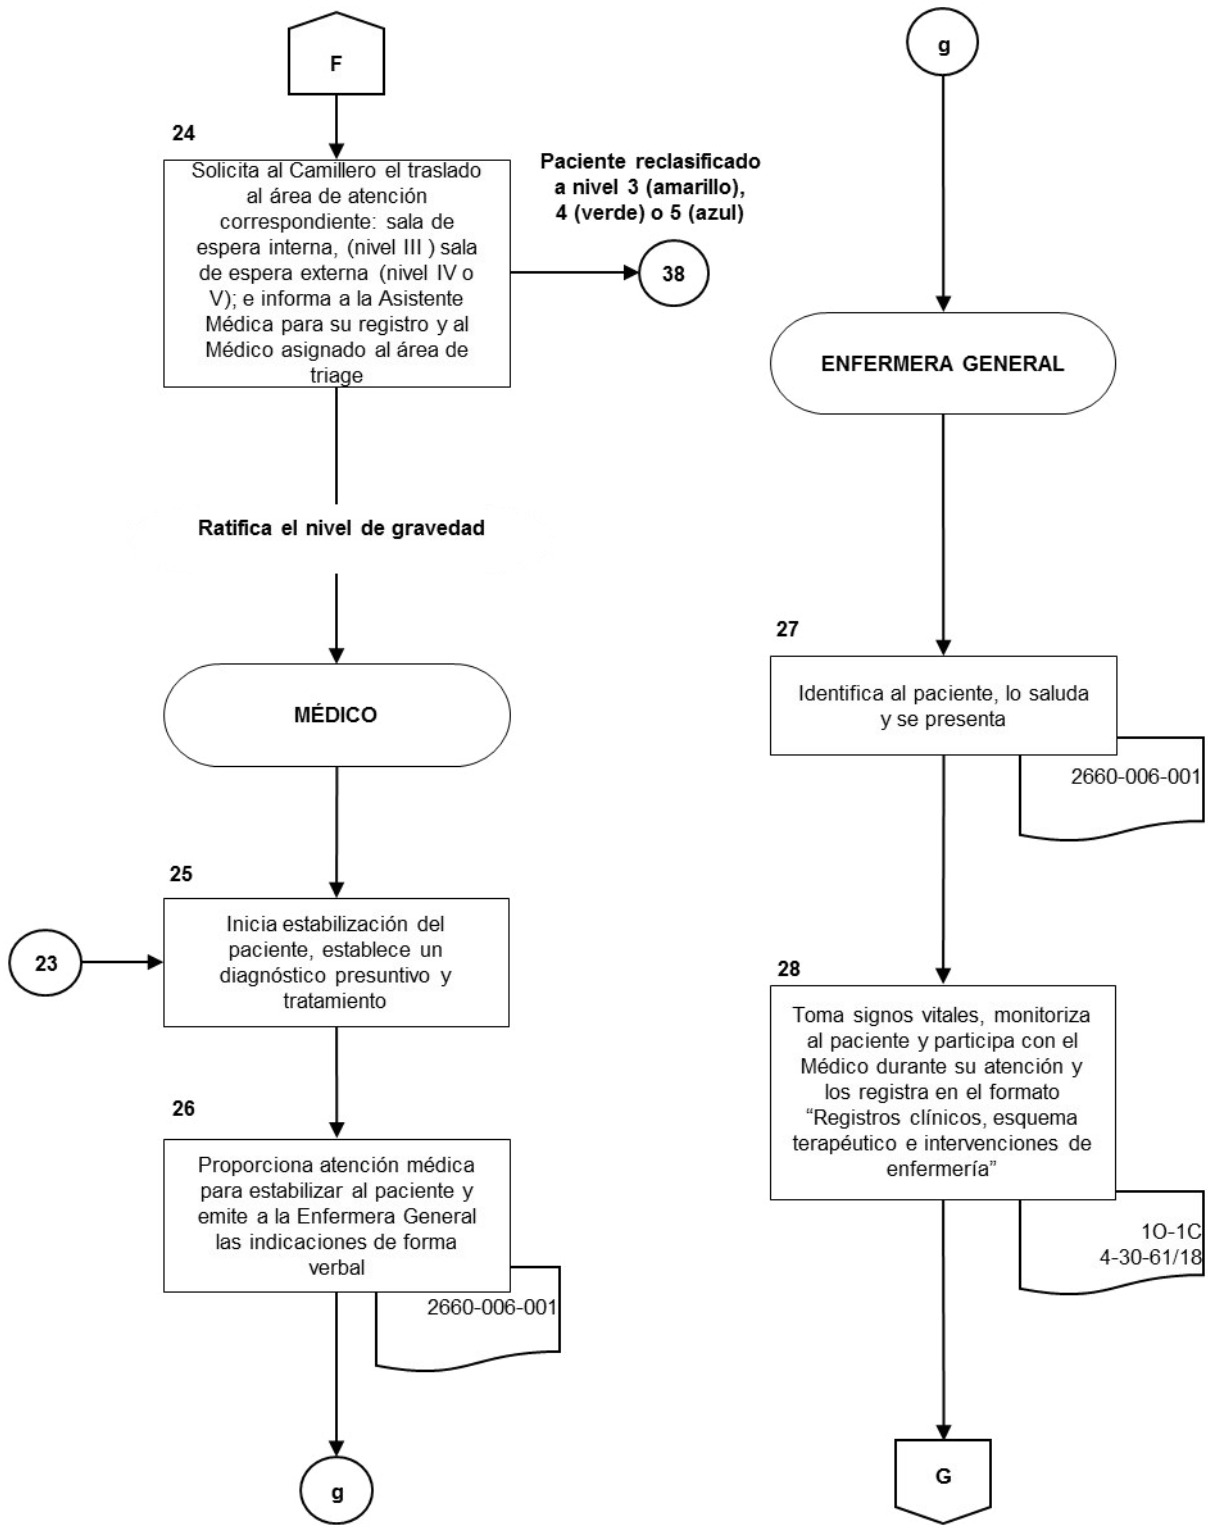 F
24
Solicita al Camillero el traslado
al área de atención
correspondiente: sala de
espera interna, (nivel III ) sala
de espera externa (nivel IV o
V); e informa a la Asistente
Médica para su registro y al
Médico asignado al área de
triage
Paciente reclasificado
a nivel 3 (amarillo),
4 (verde) o 5 (azul)
38
Ratifica el nivel de gravedad
MÉDICO
25
23
Inicia estabilización del
paciente, establece un
diagnóstico presuntivo y
tratamiento
26
Proporciona atención médica
para estabilizar al paciente y
emite a la Enfermera General
las indicaciones de forma
verbal
2660-006-001
g
g
ENFERMERA GENERAL
27
Identifica al paciente, lo saluda
y se presenta
2660-006-001
28
Toma signos vitales, monitoriza
al paciente y participa con el
Médico durante su atención y
los registra en el formato
“Registros clínicos, esquema
terapéutico e intervenciones de
enfermería”
1O-1C
4-30-61/18
G